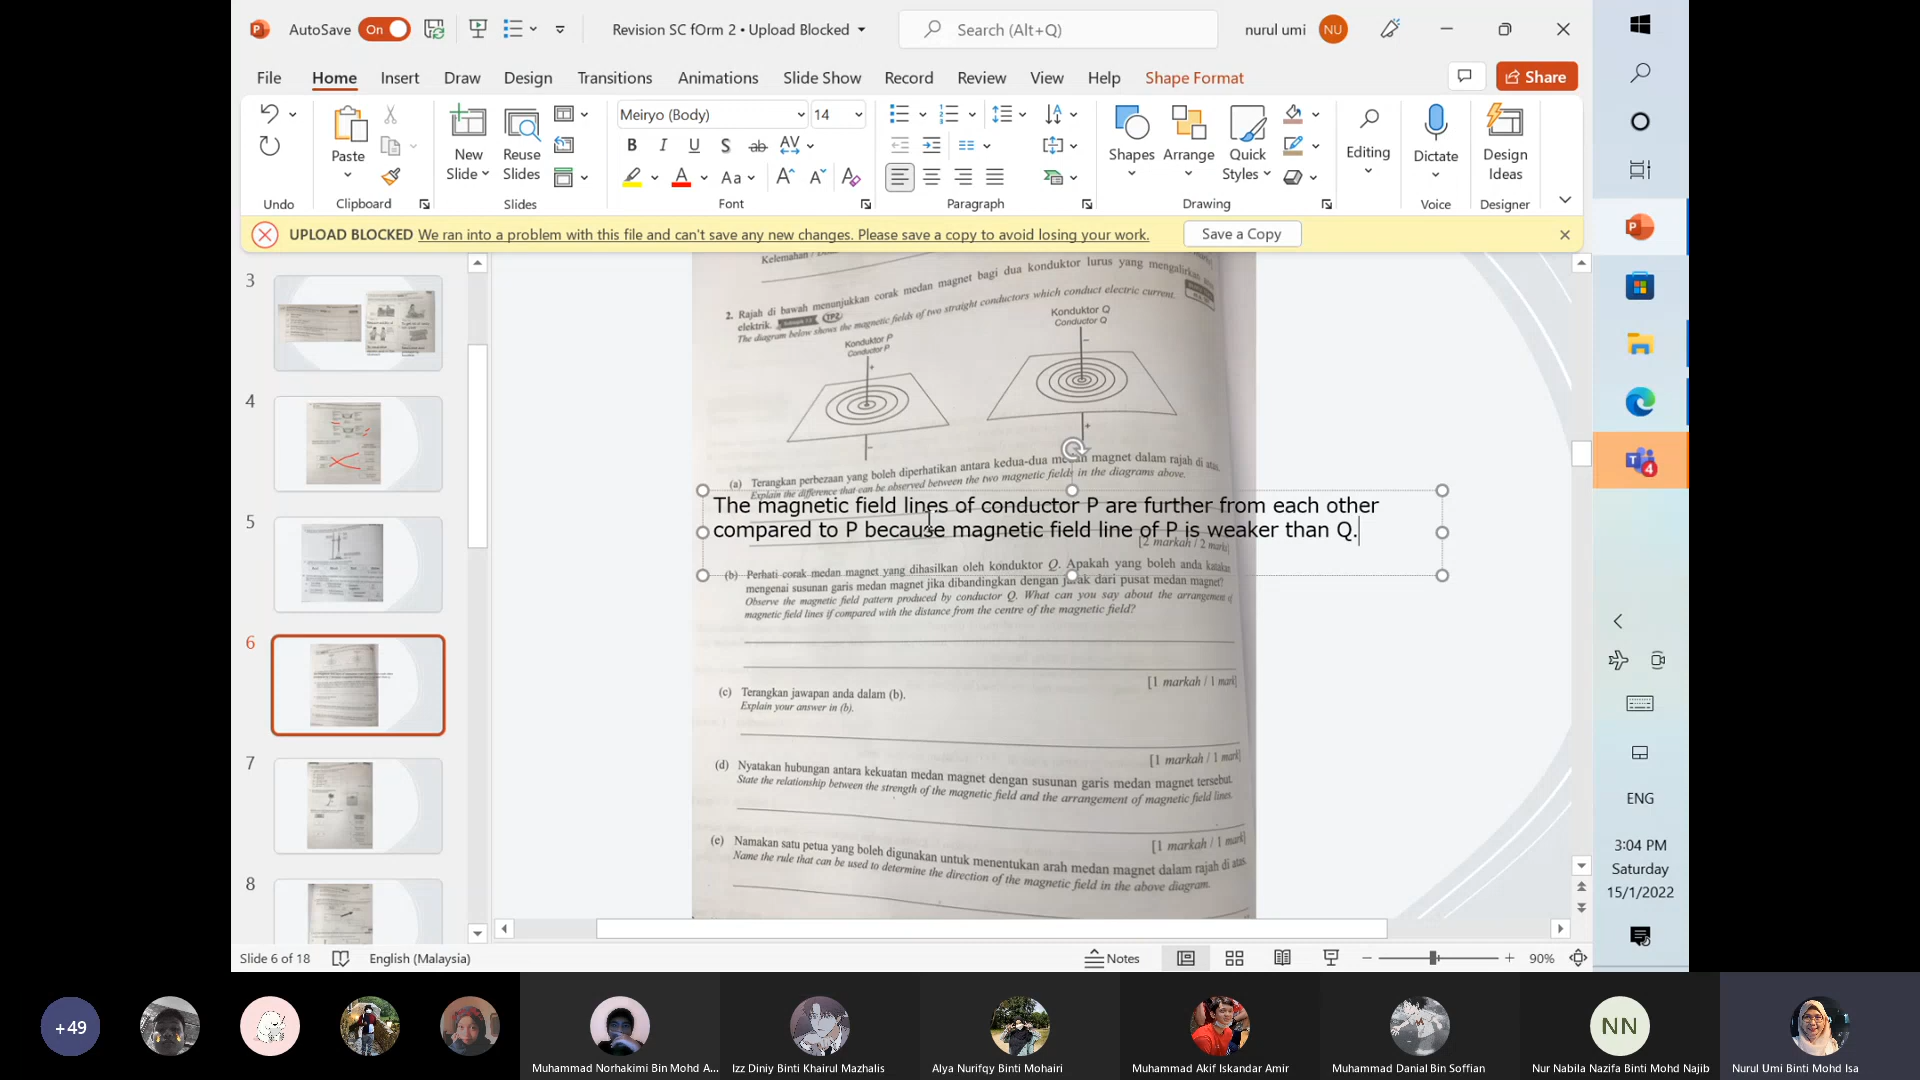 AutoSave On
Revision SC fOrm 2 • Upload Blocked
Search (Alt+Q)
nurul umi NU
File Home Insert Draw Design Transitions Animations Slide Show Record Review View Help Shape Format
Share
Paste
New Slide
Reuse Slides
Meiryo (Body) 14
Shapes Arrange Quick Styles
Editing
Dictate
Design Ideas
Undo Clipboard Slides Font Paragraph Drawing Voice Designer
UPLOAD BLOCKED We ran into a problem with this file and can't save any new changes. Please save a copy to avoid losing your work. Save a Copy
3
4
5
6
7
8
2. Rajah di bawah menunjukkan corak medan magnet bagi dua konduktor lurus yang mengalirkan
elektrik. TP2
The diagram below shows the magnetic fields of two straight conductors which conduct electric current.
Konduktor P
Conductor P
+
−
Konduktor Q
Conductor Q
−
+
(a) Terangkan perbezaan yang boleh diperhatikan antara kedua-dua medan magnet dalam rajah di atas.
Explain the difference that can be observed between the two magnetic fields in the diagrams above.
The magnetic field lines of conductor P are further from each other
compared to P because magnetic field line of P is weaker than Q.
[2 markah / 2 marks]
(b) Perhati corak medan magnet yang dihasilkan oleh konduktor Q. Apakah yang boleh anda katakan
mengenai susunan garis medan magnet jika dibandingkan dengan jarak dari pusat medan magnet?
Observe the magnetic field pattern produced by conductor Q. What can you say about the arrangement of
magnetic field lines if compared with the distance from the centre of the magnetic field?
[1 markah / 1 mark]
(c) Terangkan jawapan anda dalam (b).
Explain your answer in (b).
[1 markah / 1 mark]
(d) Nyatakan hubungan antara kekuatan medan magnet dengan susunan garis medan magnet tersebut.
State the relationship between the strength of the magnetic field and the arrangement of magnetic field lines.
[1 markah / 1 mark]
(e) Namakan satu petua yang boleh digunakan untuk menentukan arah medan magnet dalam rajah di atas.
Name the rule that can be used to determine the direction of the magnetic field in the above diagram.
4
ENG
3:04 PM
Saturday
15/1/2022
Slide 6 of 18 English (Malaysia) Notes 90%
+49
NN
Muhammad Norhakimi Bin Mohd A... Izz Diniy Binti Khairul Mazhalis Alya Nurifqy Binti Mohairi Muhammad Akif Iskandar Amir Muhammad Danial Bin Soffian Nur Nabila Nazifa Binti Mohd Najib Nurul Umi Binti Mohd Isa